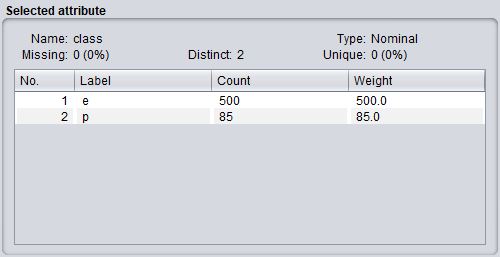 Selected attribute
Name: class Type: Nominal
Missing: 0 (0%) Distinct: 2 Unique: 0 (0%)
No. Label Count Weight
1 e 500 500.0
2 p 85 85.0